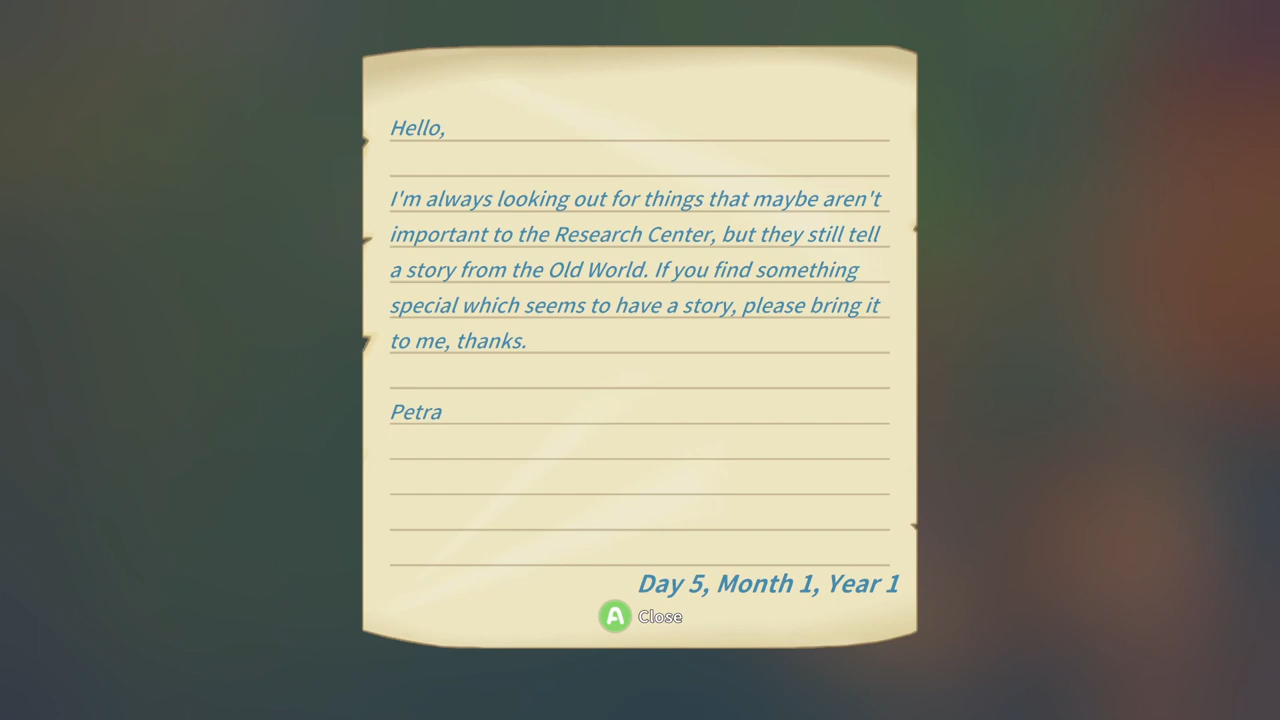 Hello,
I'm always looking out for things that maybe aren't
important to the Research Center, but they still tell
a story from the Old World. If you find something
special which seems to have a story, please bring it
to me, thanks.
Petra
Day 5, Month 1, Year 1
A Close